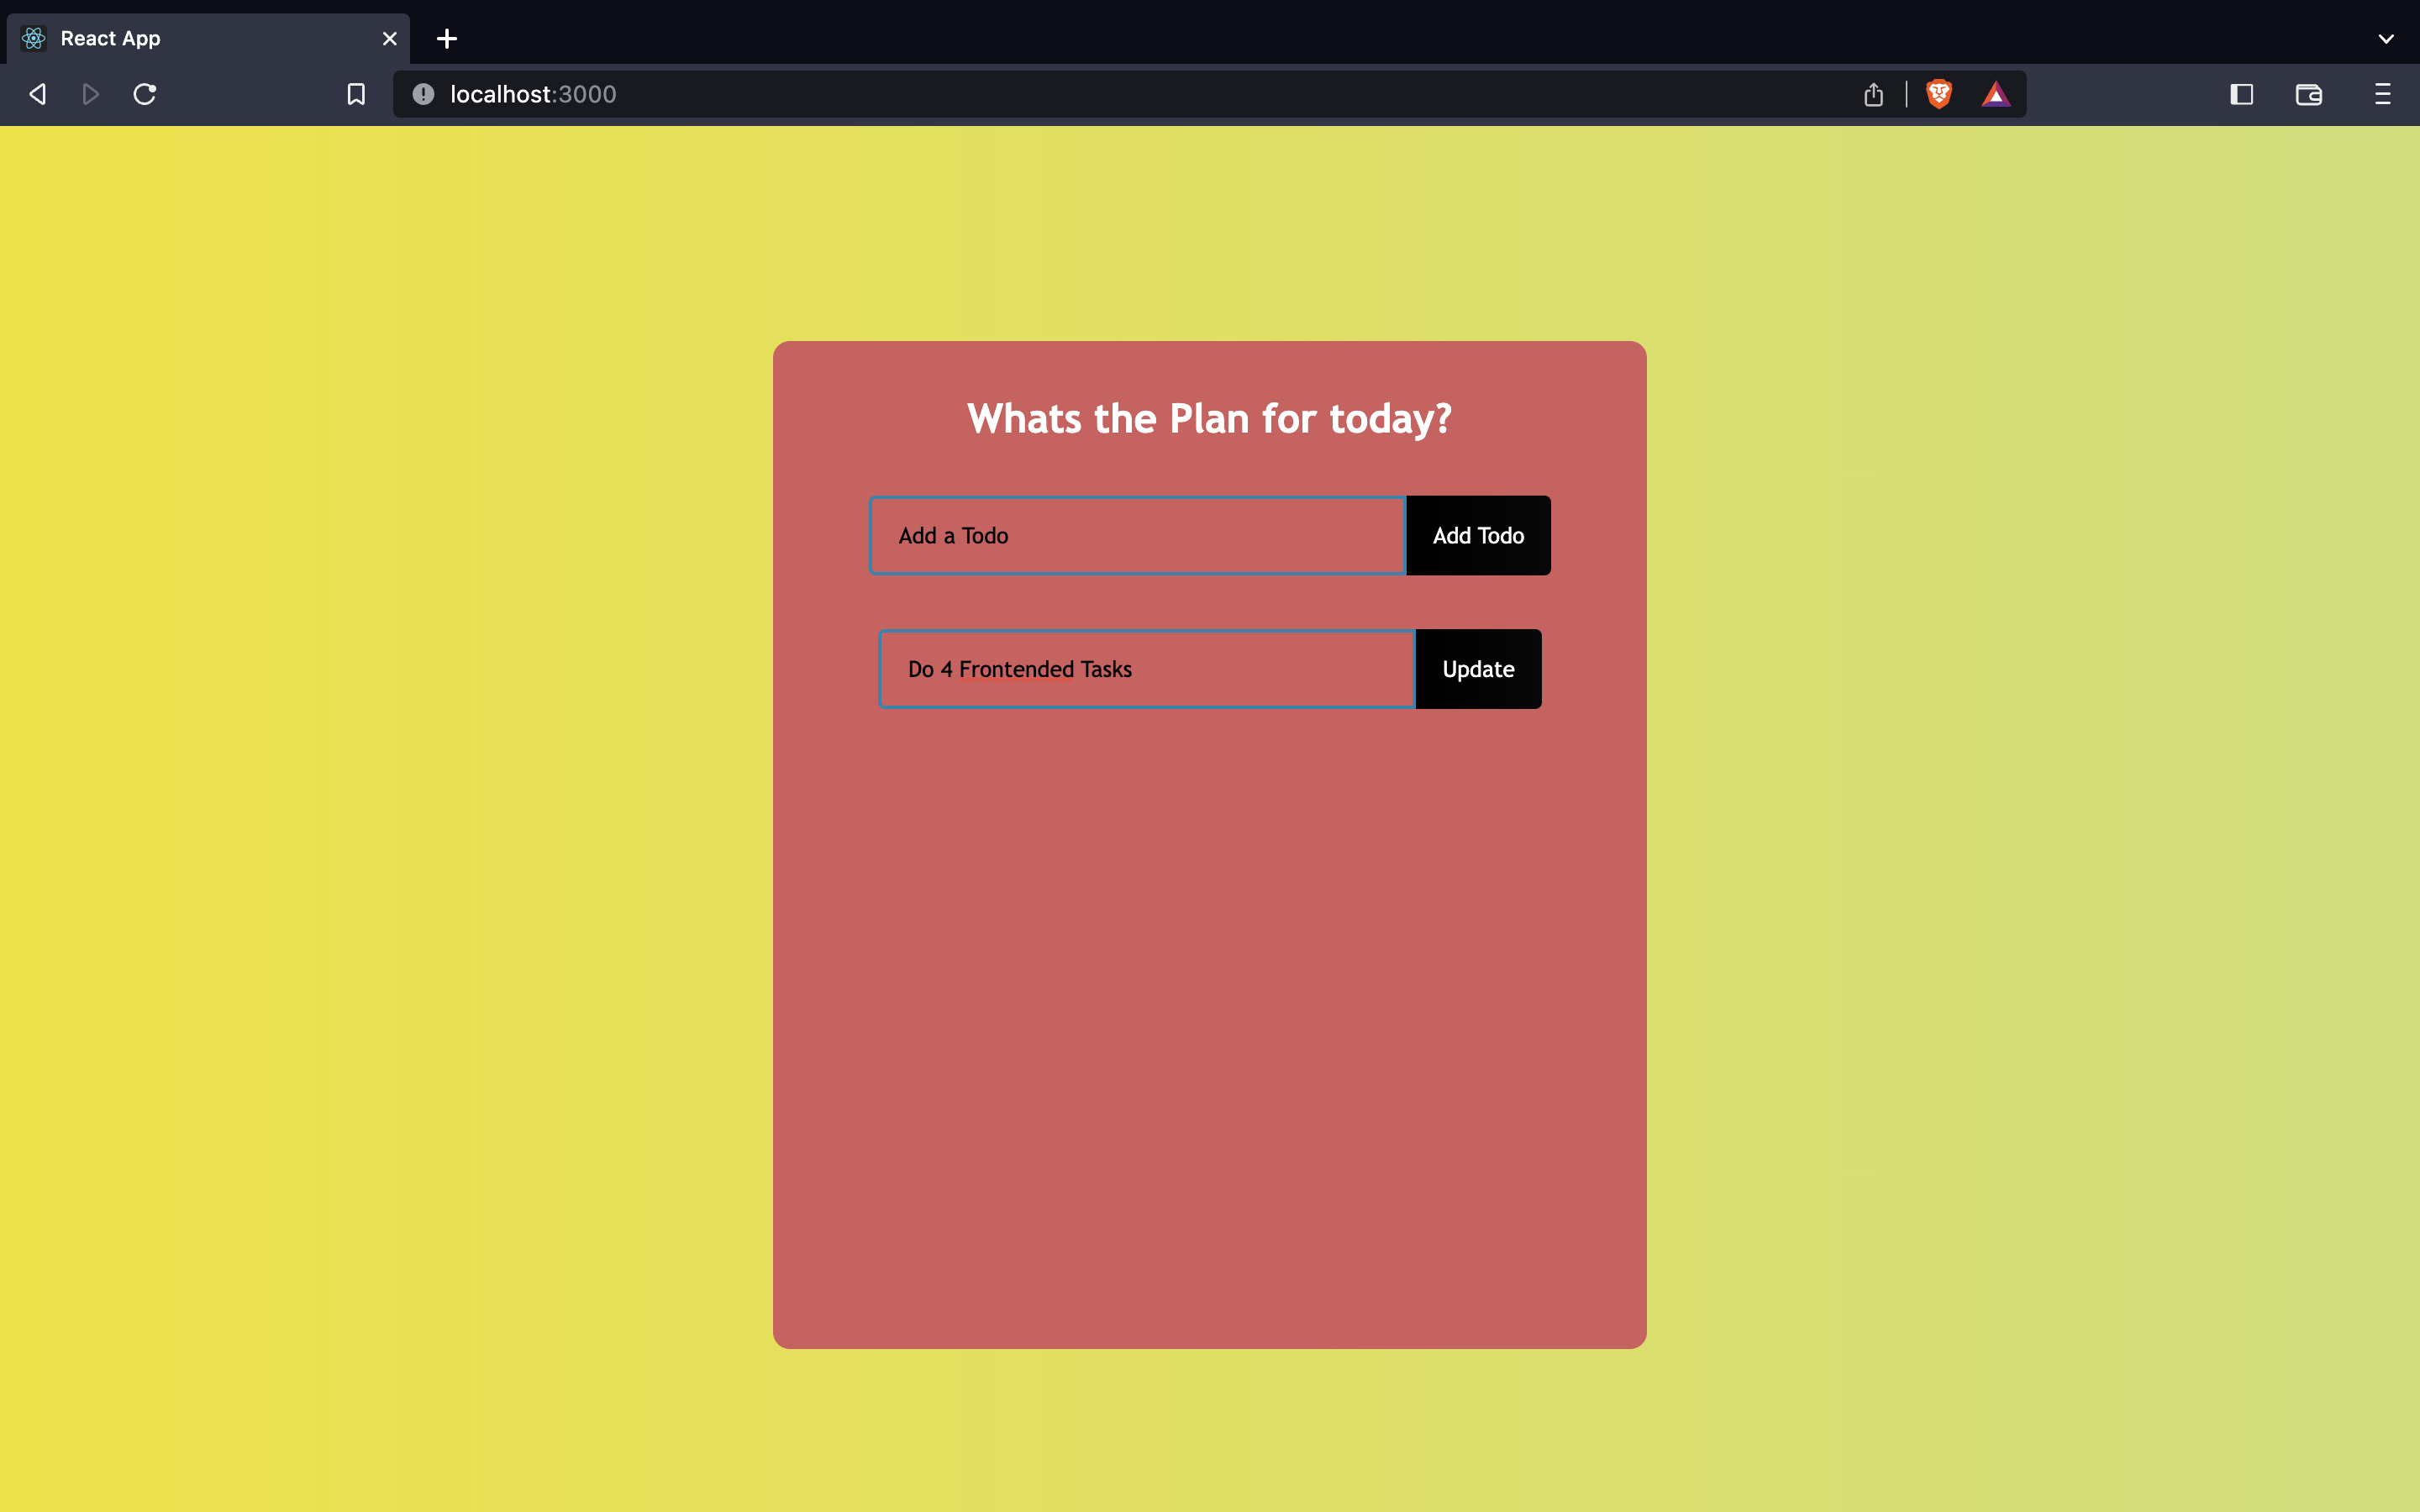 React App
localhost:3000
Whats the Plan for today?
Add a Todo Add Todo
Do 4 Frontended Tasks Update